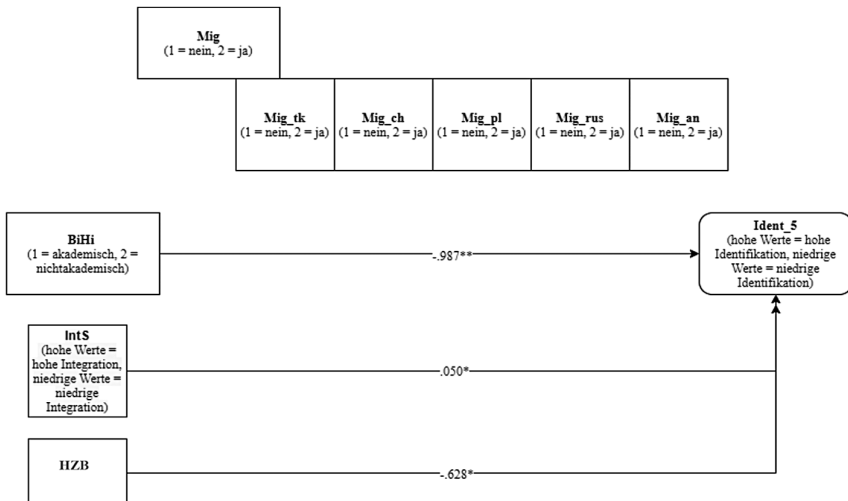 Mig
(1 = nein, 2 = ja)
Mig_tk
(1 = nein, 2 = ja)
Mig_ch
(1 = nein, 2 = ja)
Mig_pl
(1 = nein, 2 = ja)
Mig_rus
(1 = nein, 2 = ja)
Mig_an
(1 = nein, 2 = ja)
BiHi
(1 = akademisch, 2 =
nichtakademisch)
-.987**
Ident_5
(hohe Werte = hohe
Identifikation, niedrige
Werte = niedrige
Identifikation)
IntS
(hohe Werte =
hohe Integration,
niedrige Werte =
niedrige
Integration)
.050*
HZB
-.628*